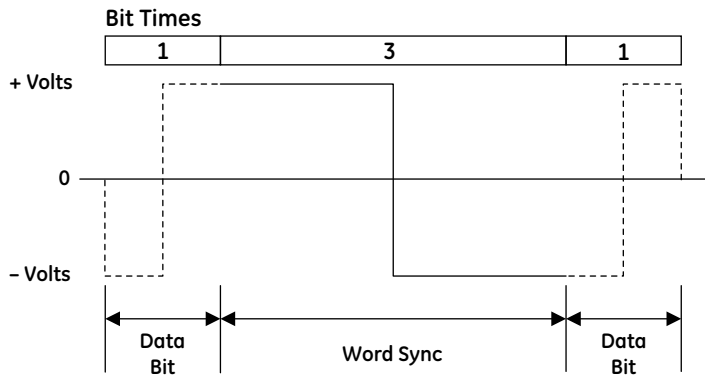 Bit Times
1 3 1
+ Volts
0
– Volts
Data
Bit
Word Sync
Data
Bit